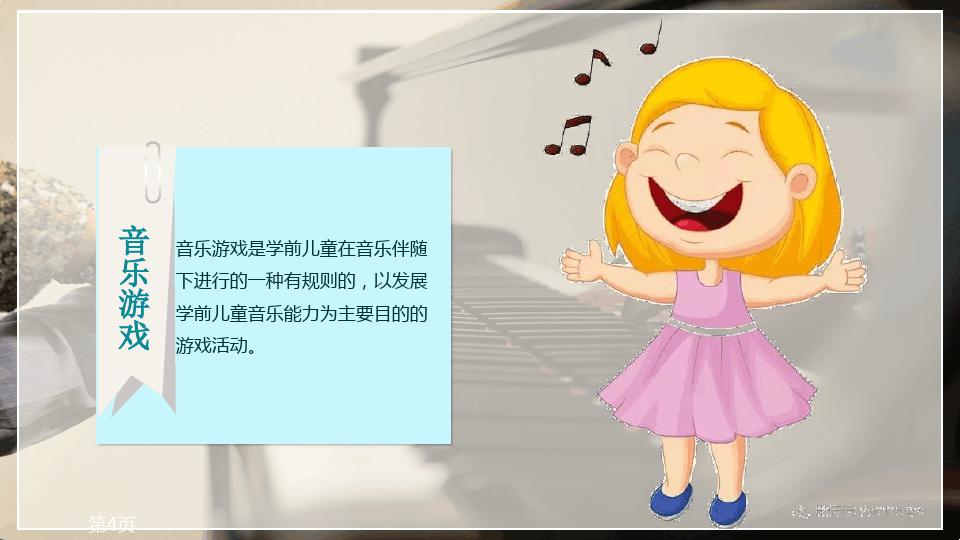 音乐游戏
音乐游戏是学前儿童在音乐伴随
下进行的一种有规则的，以发展
学前儿童音乐能力为主要目的的
游戏活动。
第4页